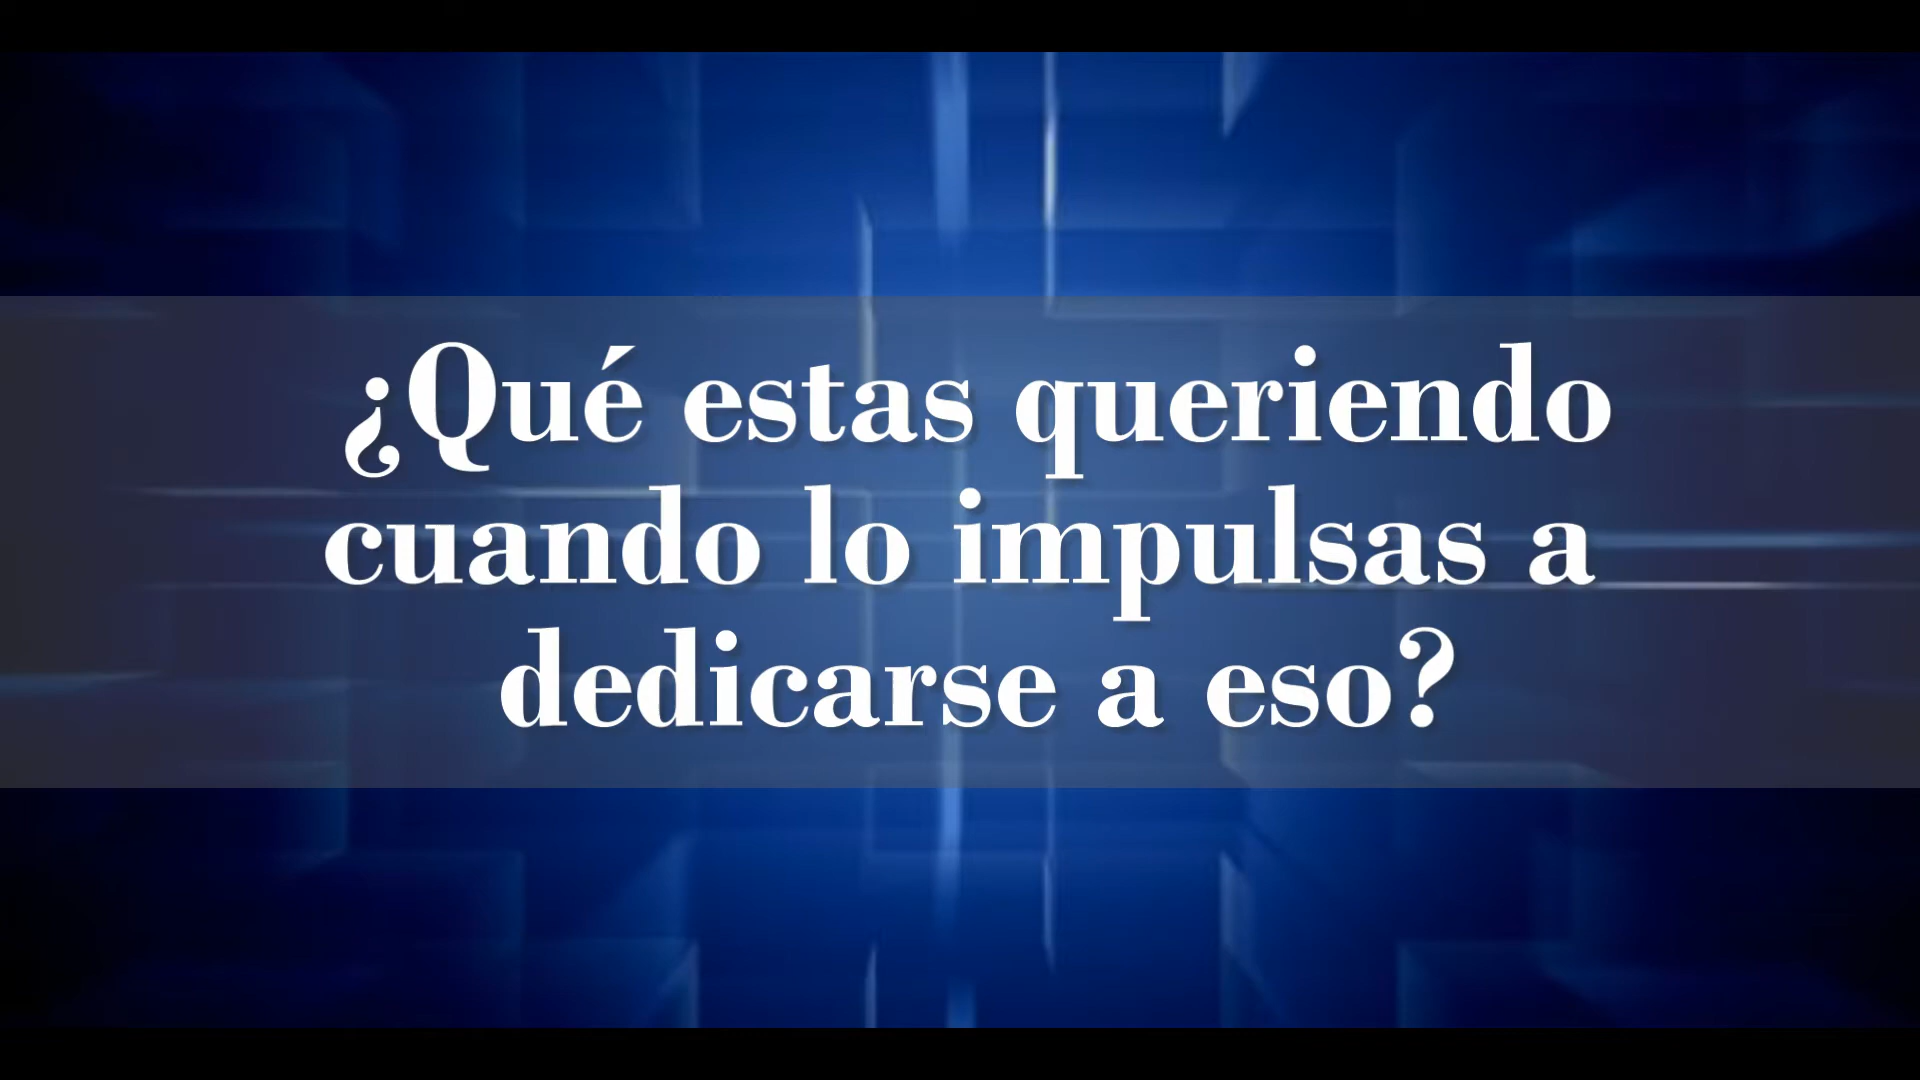 ¿Qué estas queriendo
cuando lo impulsas a
dedicarse a eso?